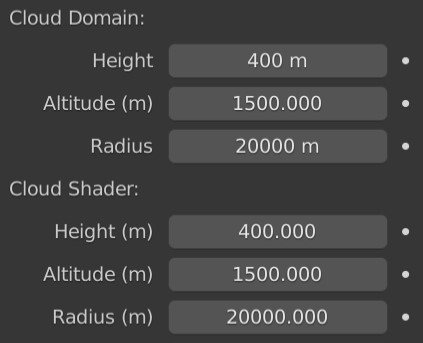 Cloud Domain:
Height 400 m
Altitude (m) 1500.000
Radius 20000 m
Cloud Shader:
Height (m) 400.000
Altitude (m) 1500.000
Radius (m) 20000.000